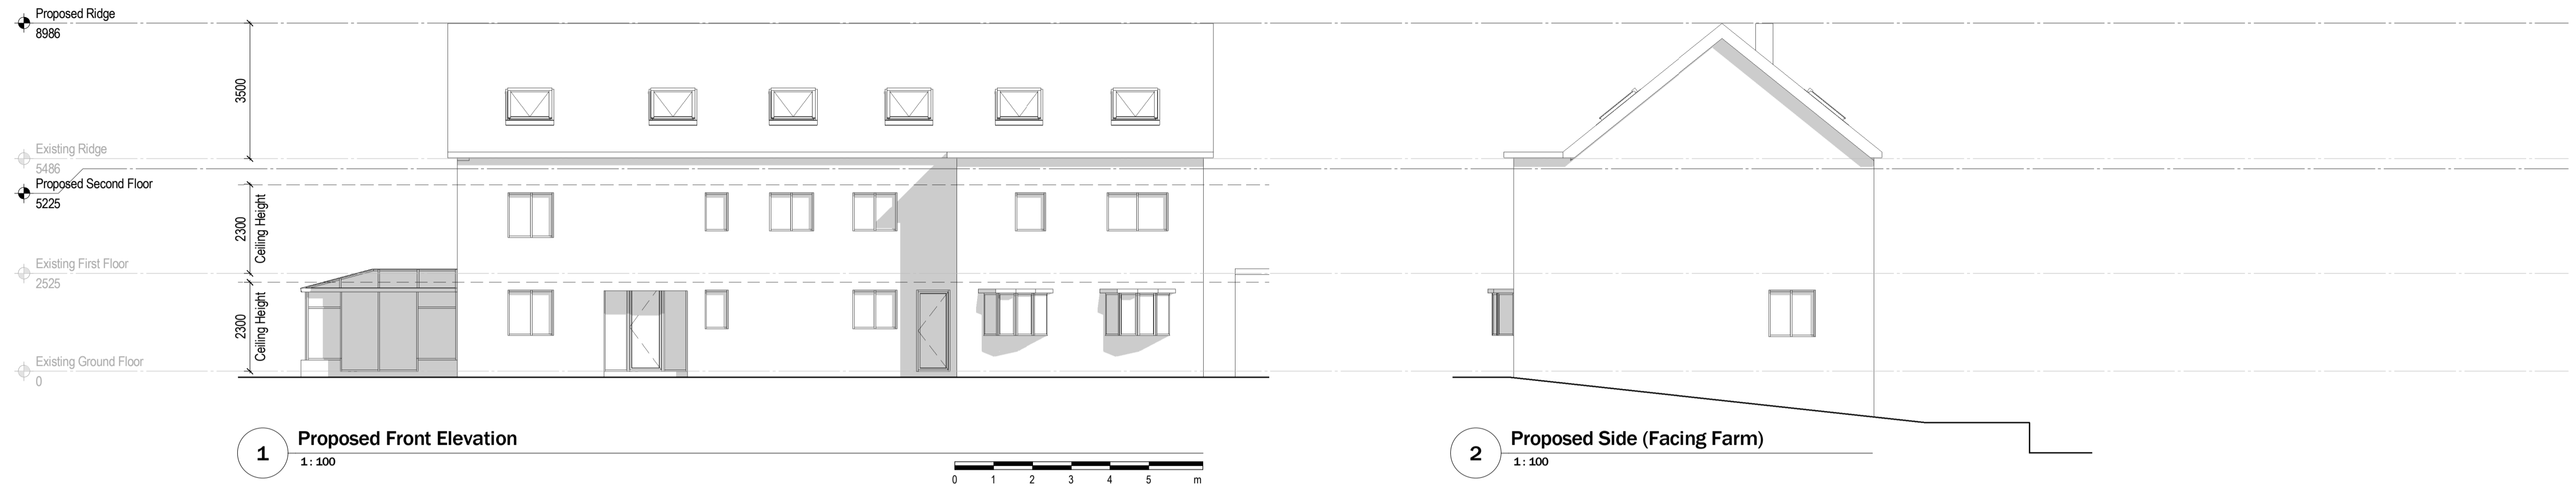 Proposed Ridge
8986
3500
Existing Ridge
5486
Proposed Second Floor
5225
2300
Ceiling Height
Existing First Floor
2525
2300
Ceiling Height
Existing Ground Floor
0
1
Proposed Front Elevation
1 : 100
0 1 2 3 4 5 m
2
Proposed Side (Facing Farm)
1 : 100